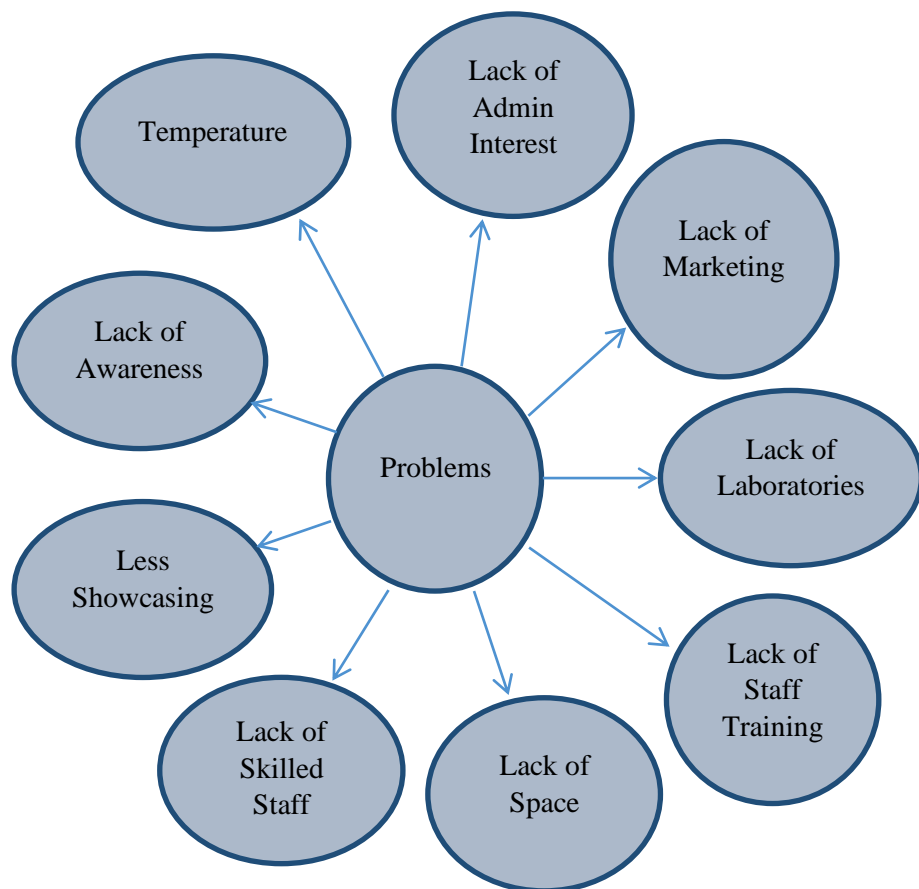 Lack of
Admin
Interest
Temperature
Lack of
Marketing
Lack of
Awareness
Problems
Lack of
Laboratories
Less
Showcasing
Lack of
Staff
Training
Lack of
Skilled
Staff
Lack of
Space